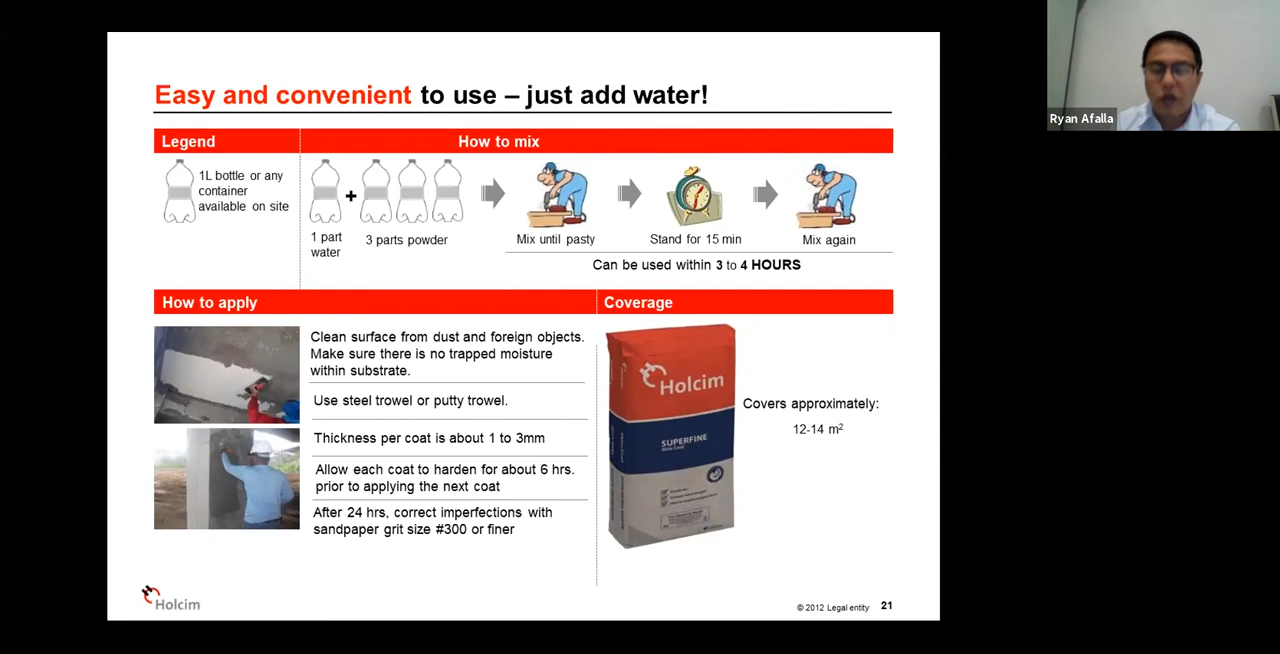 Easy and convenient to use – just add water!
Legend
How to mix
1L bottle or any
container
available on site
+
1 part
water
3 parts powder
Mix until pasty
Stand for 15 min
Mix again
Can be used within 3 to 4 HOURS
How to apply
Coverage
Clean surface from dust and foreign objects.
Make sure there is no trapped moisture
within substrate.
Use steel trowel or putty trowel.
Thickness per coat is about 1 to 3mm
Allow each coat to harden for about 6 hrs.
prior to applying the next coat
After 24 hrs, correct imperfections with
sandpaper grit size #300 or finer
Holcim
SUPERFINE
Covers approximately:
12-14 m²
Holcim
© 2012 Legal entity 21
Ryan Afalla